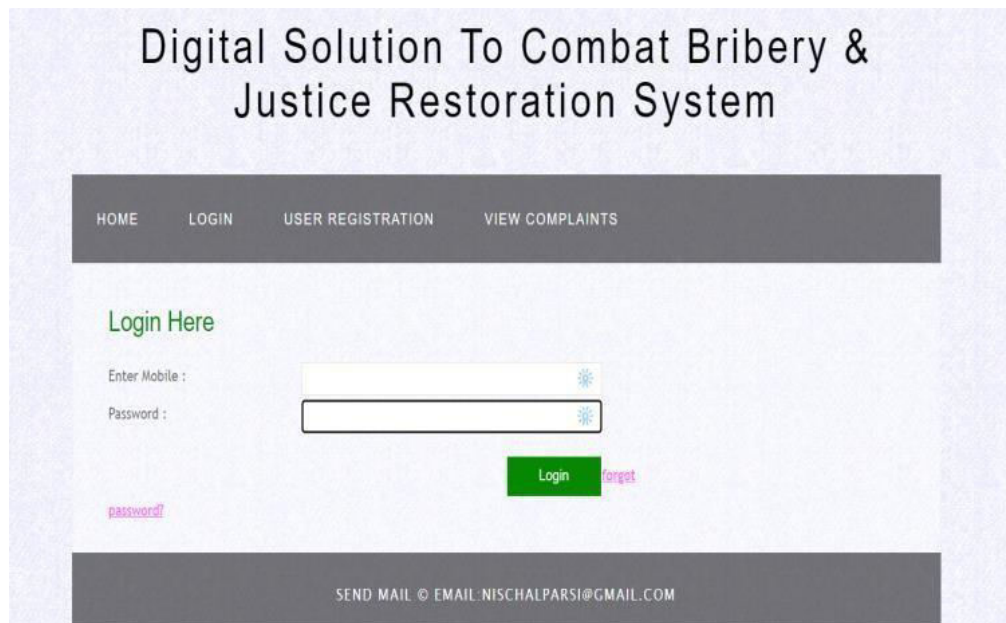 Digital Solution To Combat Bribery &
Justice Restoration System
HOME LOGIN USER REGISTRATION VIEW COMPLAINTS
Login Here
Enter Mobile :
Password :
Login forgot
password?
SEND MAIL © EMAIL:NISCHALPARSI@GMAIL.COM